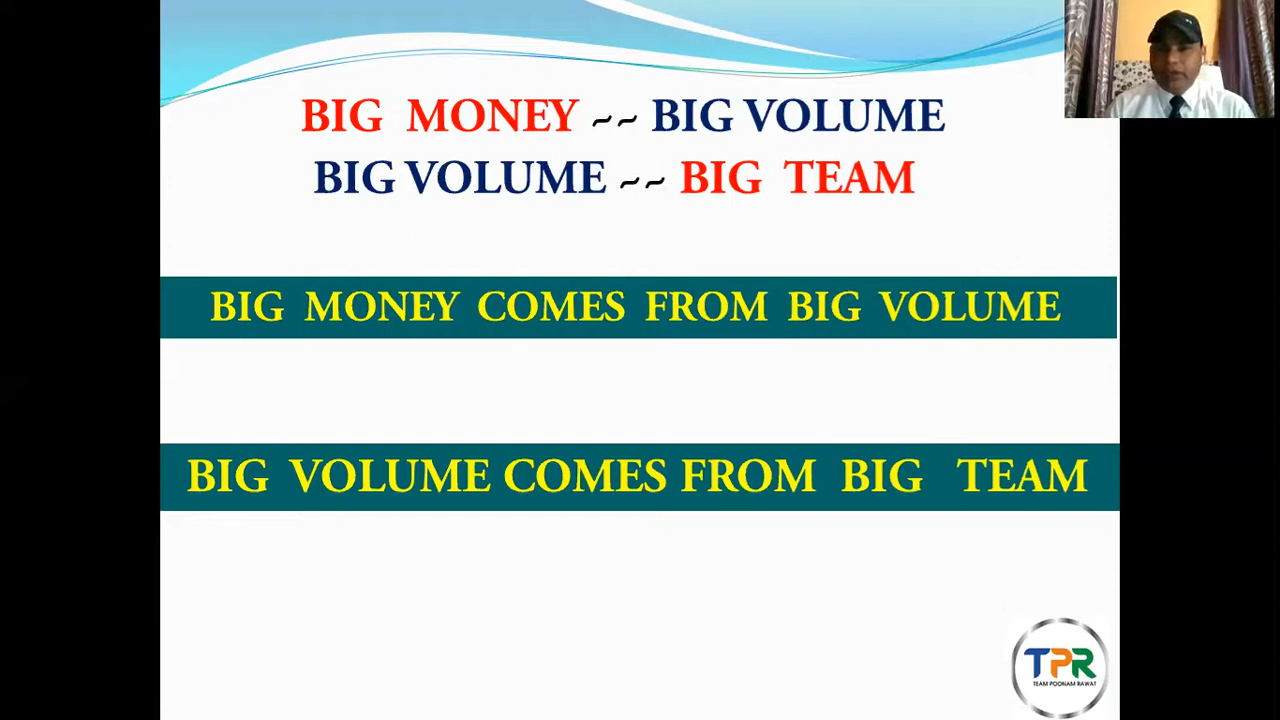 BIG MONEY ~~ BIG VOLUME
BIG VOLUME ~~ BIG TEAM
BIG MONEY COMES FROM BIG VOLUME
BIG VOLUME COMES FROM BIG TEAM
TPR
TEAM POONAM RAWAT